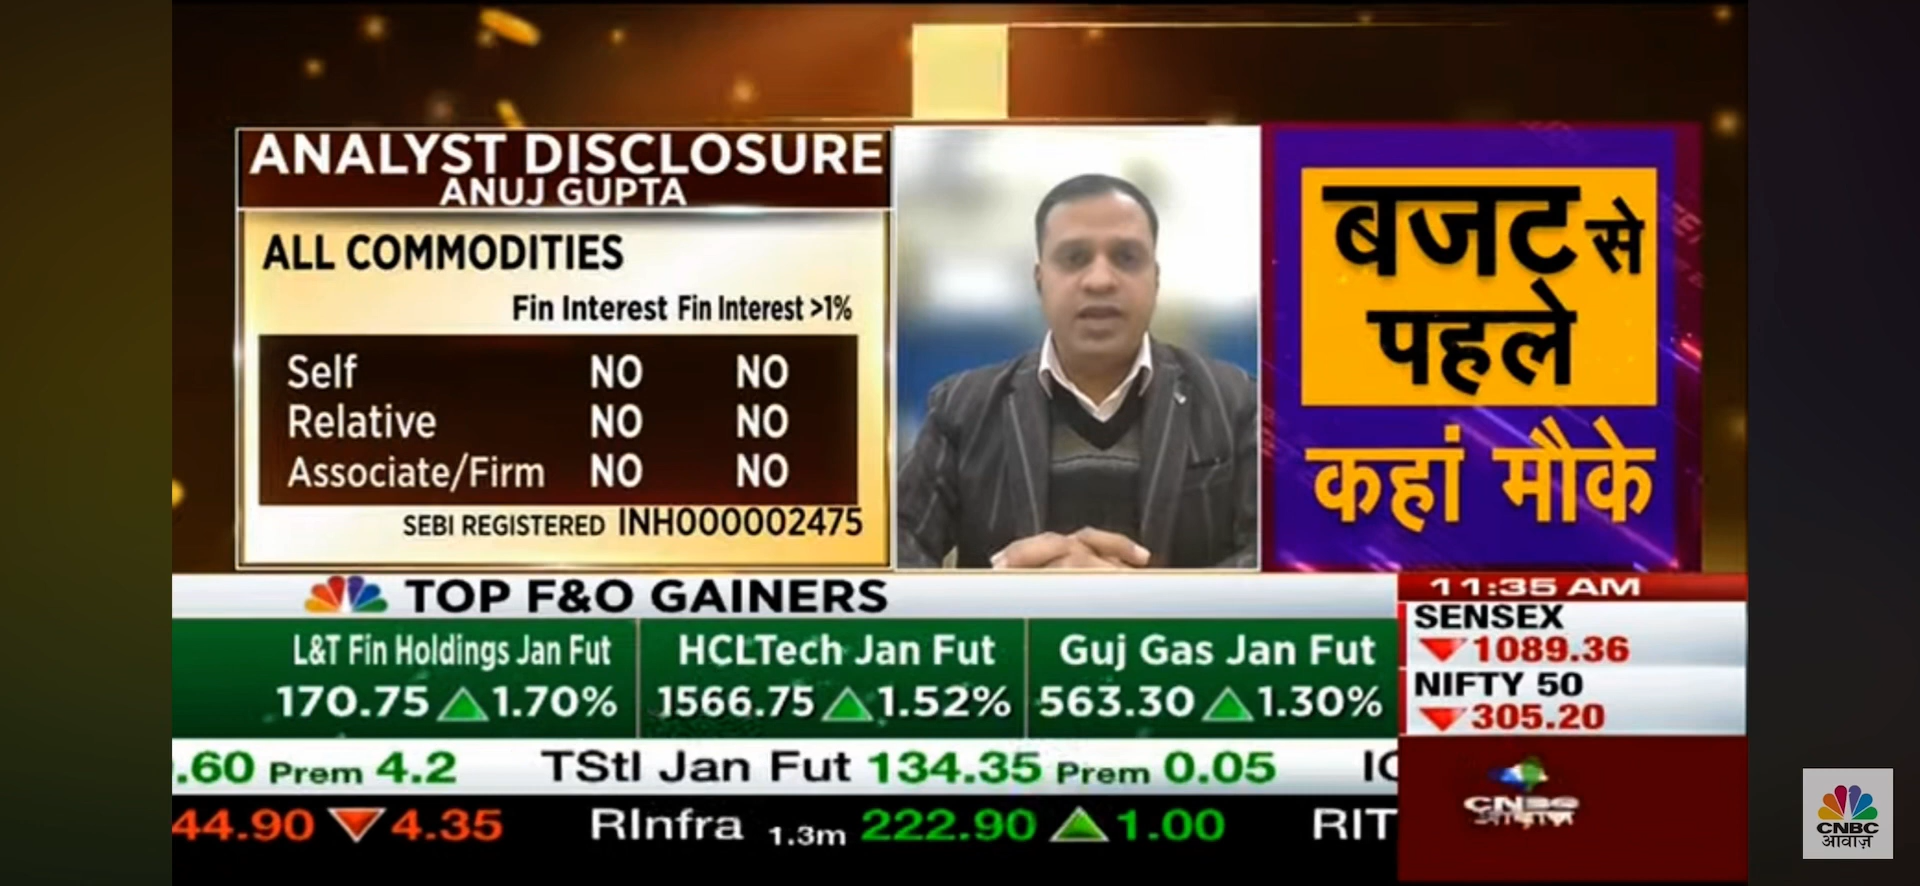 ANALYST DISCLOSURE
ANUJ GUPTA
ALL COMMODITIES
Fin Interest Fin Interest >1%
Self NO NO
Relative NO NO
Associate/Firm NO NO
SEBI REGISTERED INH000002475
बजट से
पहले
कहां मौके
TOP F&O GAINERS
L&T Fin Holdings Jan Fut
170.75 ▲ 1.70%
HCLTech Jan Fut
1566.75 ▲ 1.52%
Guj Gas Jan Fut
563.30 ▲ 1.30%
11:35 AM
SENSEX
▼ 1089.36
NIFTY 50
▼ 305.20
.60 Prem 4.2 TStl Jan Fut 134.35 Prem 0.05
44.90 ▼ 4.35 RInfra 1.3m 222.90 ▲ 1.00 RIT
CNBC
आवाज़
CNBC
आवाज़